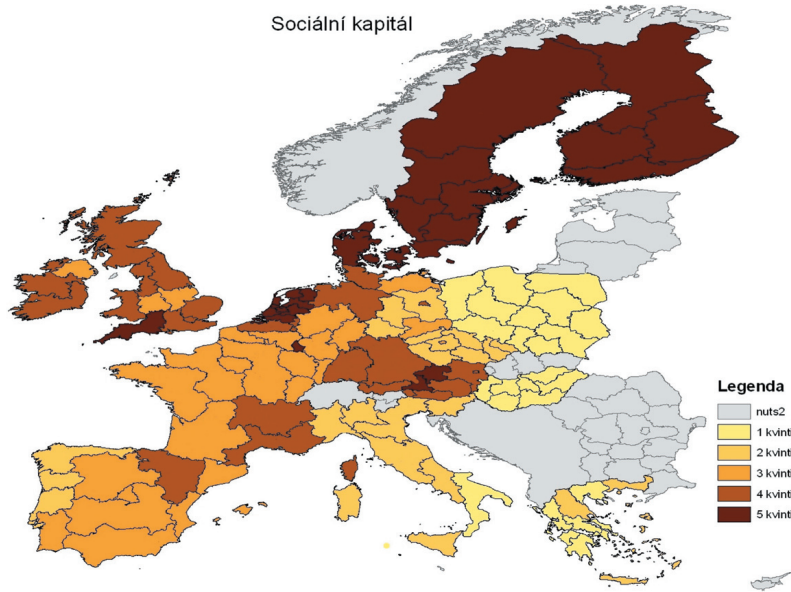 Sociální kapitál
Legenda
nuts2
1 kvinti
2 kvinti
3 kvinti
4 kvinti
5 kvinti